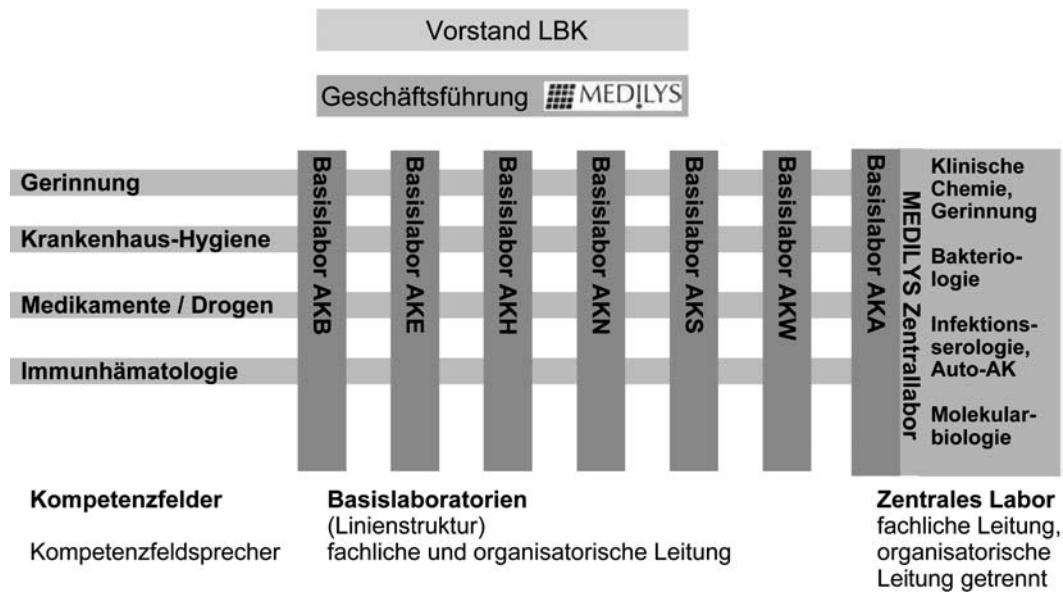 Vorstand LBK
Geschäftsführung MEDILYS
Gerinnung
Krankenhaus-Hygiene
Medikamente / Drogen
Immunhämatologie
Basislabor AKB
Basislabor AKE
Basislabor AKH
Basislabor AKN
Basislabor AKS
Basislabor AKW
Basislabor AKA
MEDILYS Zentrallabor
Klinische
Chemie,
Gerinnung
Bakterio-
logie
Infektions-
serologie,
Auto-AK
Molekular-
biologie
Kompetenzfelder
Kompetenzfeldsprecher
Basislaboratorien
(Linienstruktur)
fachliche und organisatorische Leitung
Zentrales Labor
fachliche Leitung,
organisatorische
Leitung getrennt